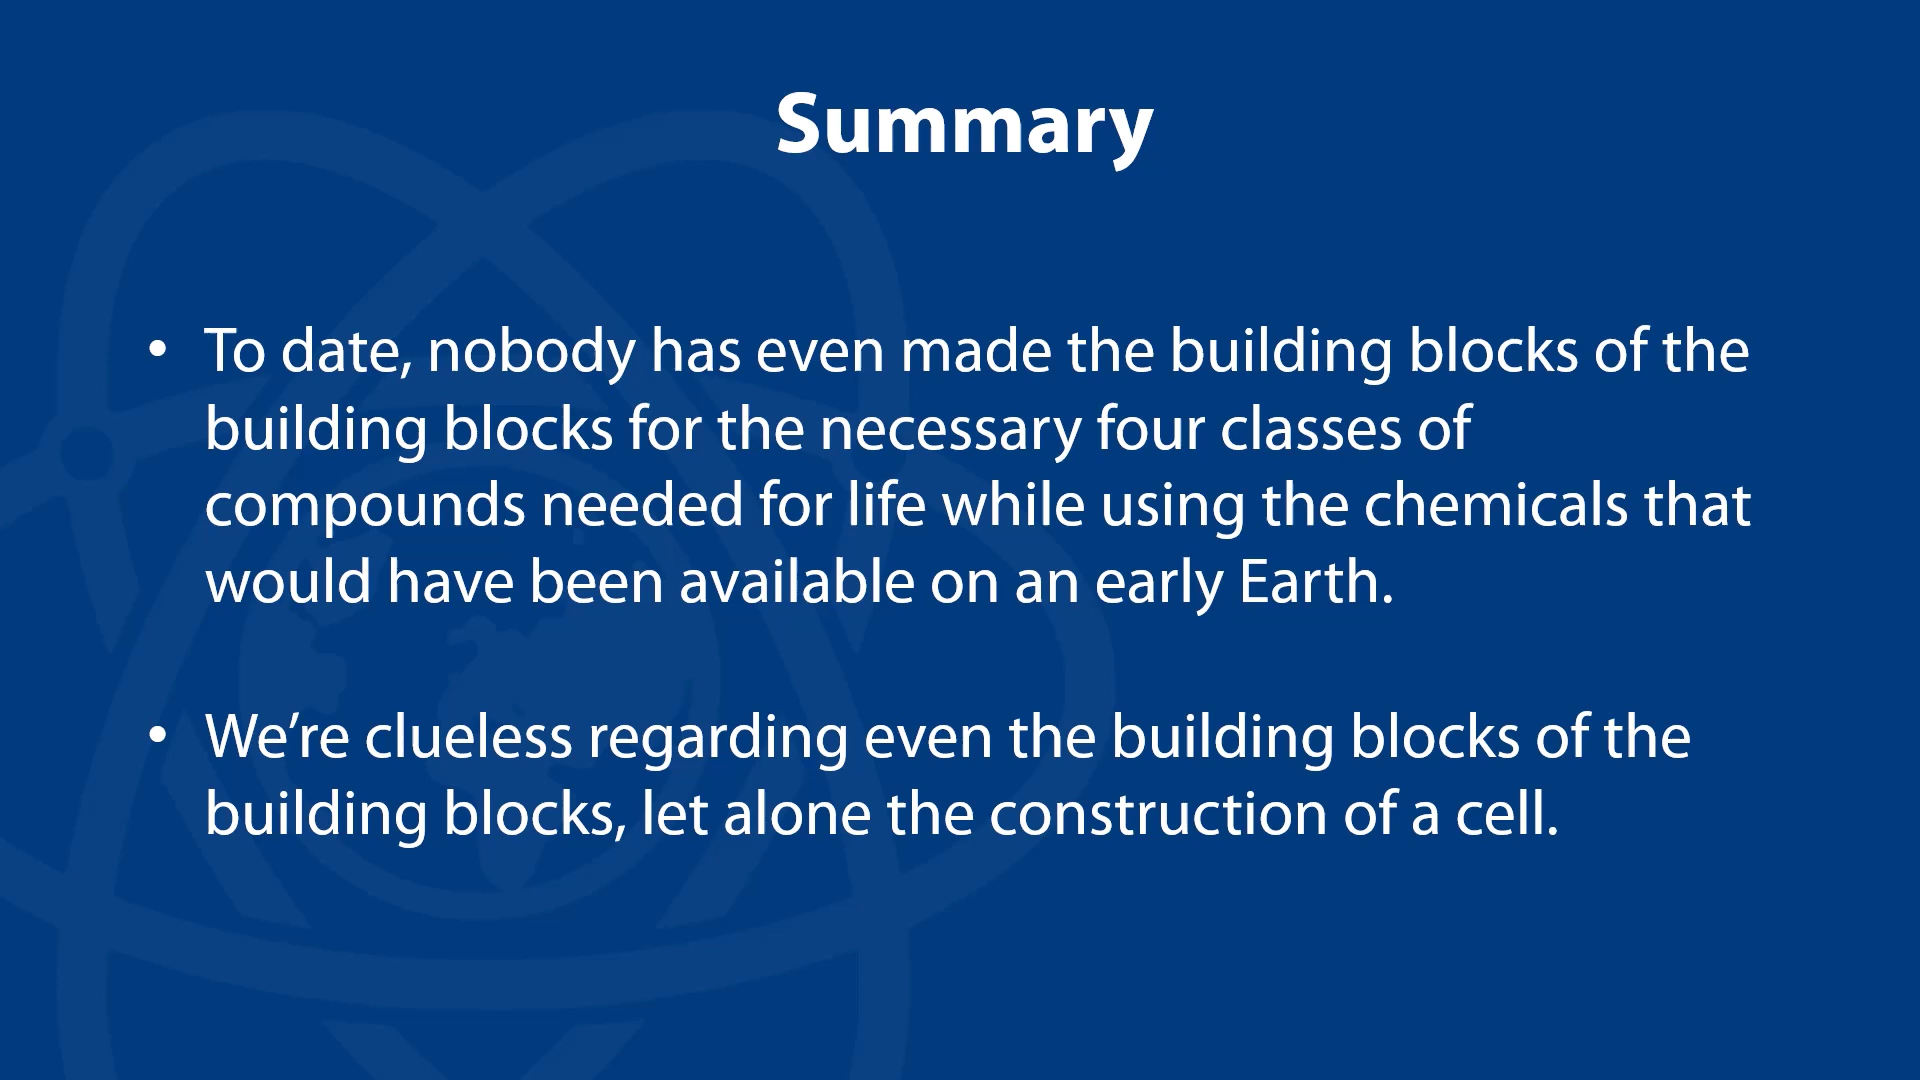 Summary
• To date, nobody has even made the building blocks of the
building blocks for the necessary four classes of
compounds needed for life while using the chemicals that
would have been available on an early Earth.
• We’re clueless regarding even the building blocks of the
building blocks, let alone the construction of a cell.